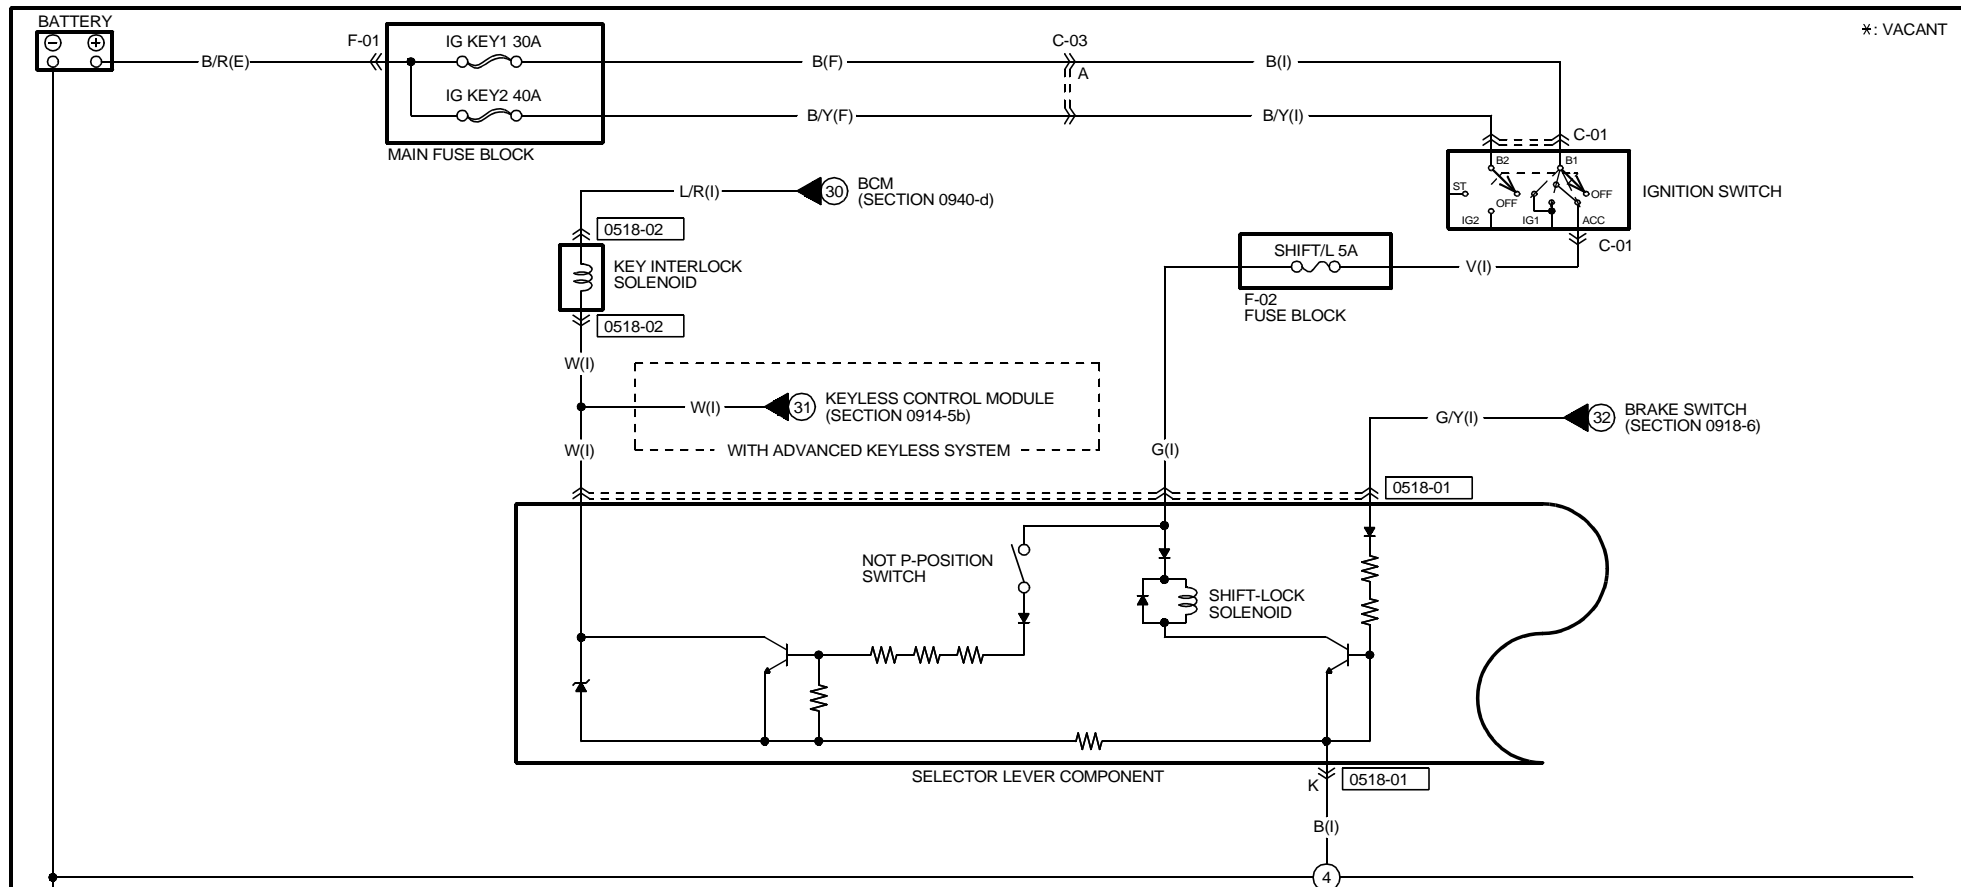 BATTERY
*: VACANT
F-01
IG KEY1 30A
C-03
B/R(E)
B(F)
B(I)
A
IG KEY2 40A
B/Y(F)
B/Y(I)
C-01
MAIN FUSE BLOCK
B2
B1
L/R(I)
30
BCM
(SECTION 0940-d)
ST
OFF
OFF
IGNITION SWITCH
IG2
IG1
ACC
0518-02
C-01
SHIFT/L 5A
V(I)
KEY INTERLOCK
SOLENOID
F-02
FUSE BLOCK
0518-02
W(I)
W(I)
31
KEYLESS CONTROL MODULE
(SECTION 0914-5b)
G/Y(I)
32
BRAKE SWITCH
(SECTION 0918-6)
W(I)
WITH ADVANCED KEYLESS SYSTEM
G(I)
0518-01
NOT P-POSITION
SWITCH
SHIFT-LOCK
SOLENOID
SELECTOR LEVER COMPONENT
K
0518-01
B(I)
4